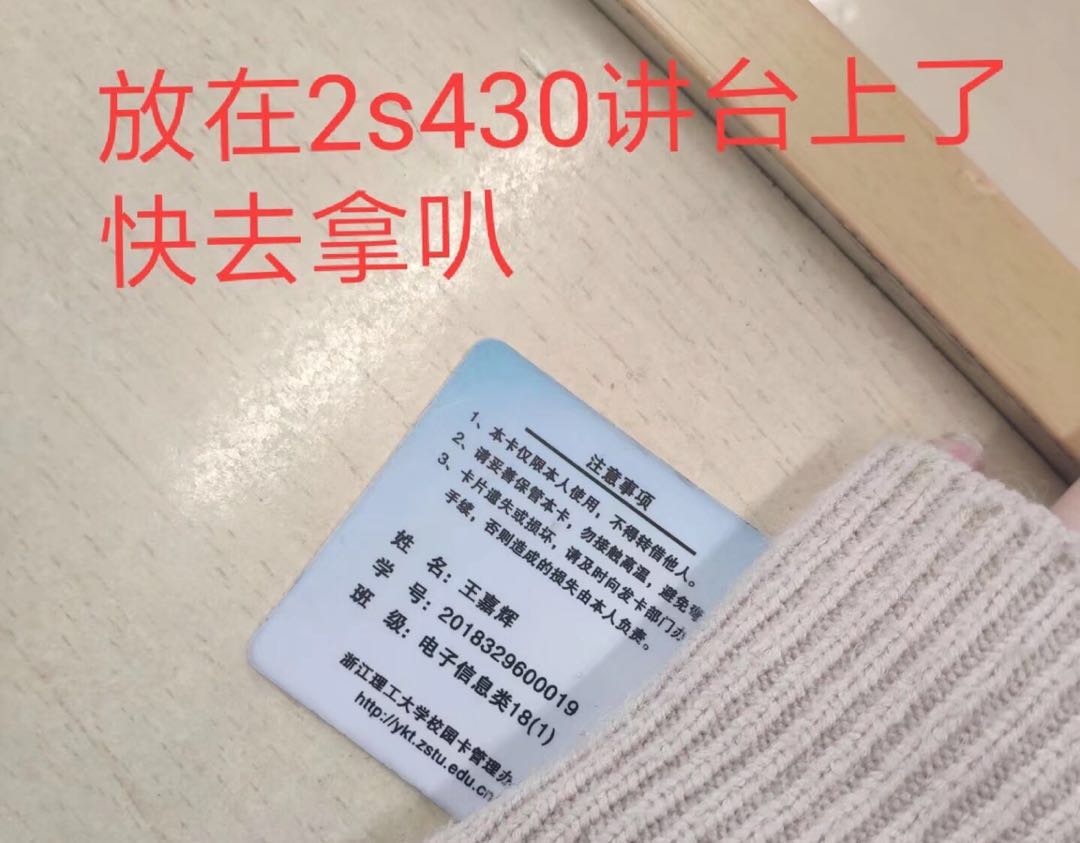 放在2s430讲台上了
快去拿叭
注意事项
1、本卡仅限本人使用，不得转借他人。
2、请妥善保管本卡，勿接触高温，避免
3、卡片遗失或损坏，请及时向发卡部门办
手续，否则造成的损失由本人负责。
姓 名：王嘉辉
学 号：2018329600019
班 级：电子信息类18(1)
浙江理工大学校园卡管理办
http://ykt.zstu.edu.cn